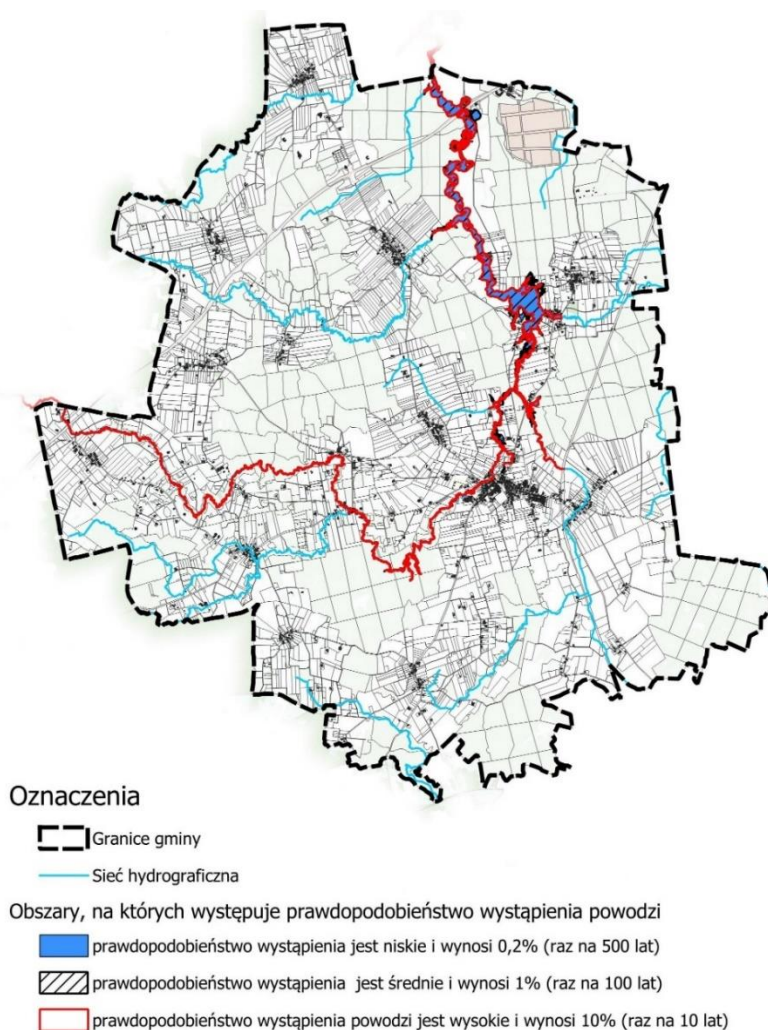 Oznaczenia
Granice gminy
Sieć hydrograficzna
Obszary, na których występuje prawdopodobieństwo wystąpienia powodzi
prawdopodobieństwo wystąpienia jest niskie i wynosi 0,2% (raz na 500 lat)
prawdopodobieństwo wystąpienia jest średnie i wynosi 1% (raz na 100 lat)
prawdopodobieństwo wystąpienia powodzi jest wysokie i wynosi 10% (raz na 10 lat)